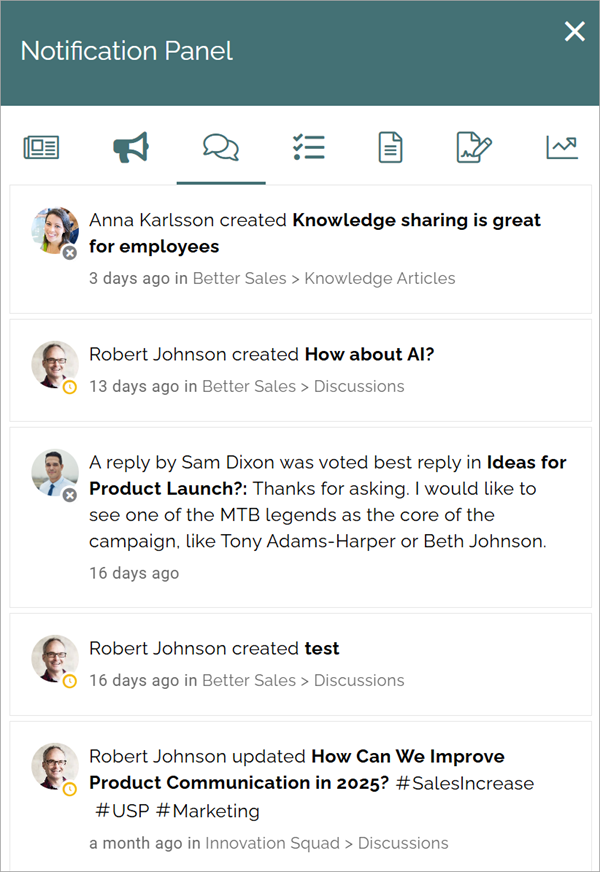 Notification Panel
Anna Karlsson created Knowledge sharing is great
for employees
3 days ago in Better Sales > Knowledge Articles
Robert Johnson created How about AI?
13 days ago in Better Sales > Discussions
A reply by Sam Dixon was voted best reply in Ideas for
Product Launch?: Thanks for asking. I would like to
see one of the MTB legends as the core of the
campaign, like Tony Adams-Harper or Beth Johnson.
16 days ago
Robert Johnson created test
16 days ago in Better Sales > Discussions
Robert Johnson updated How Can We Improve
Product Communication in 2025? #SalesIncrease
#USP #Marketing
a month ago in Innovation Squad > Discussions